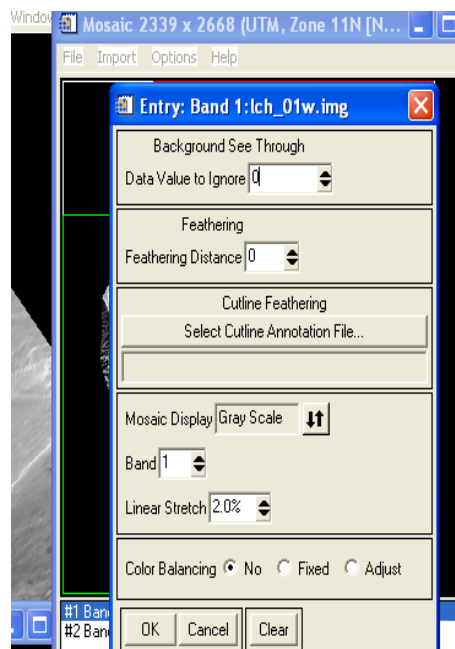 Window
Mosaic 2339 x 2668 (UTM, Zone 11N [N...
File Import Options Help
Entry: Band 1:lch_01w.img
Background See Through
Data Value to Ignore 0
Feathering
Feathering Distance 0
Cutline Feathering
Select Cutline Annotation File...
Mosaic Display Gray Scale
Band 1
Linear Stretch 2.0%
Color Balancing No Fixed Adjust
#1 Ban
#2 Ban
OK Cancel Clear